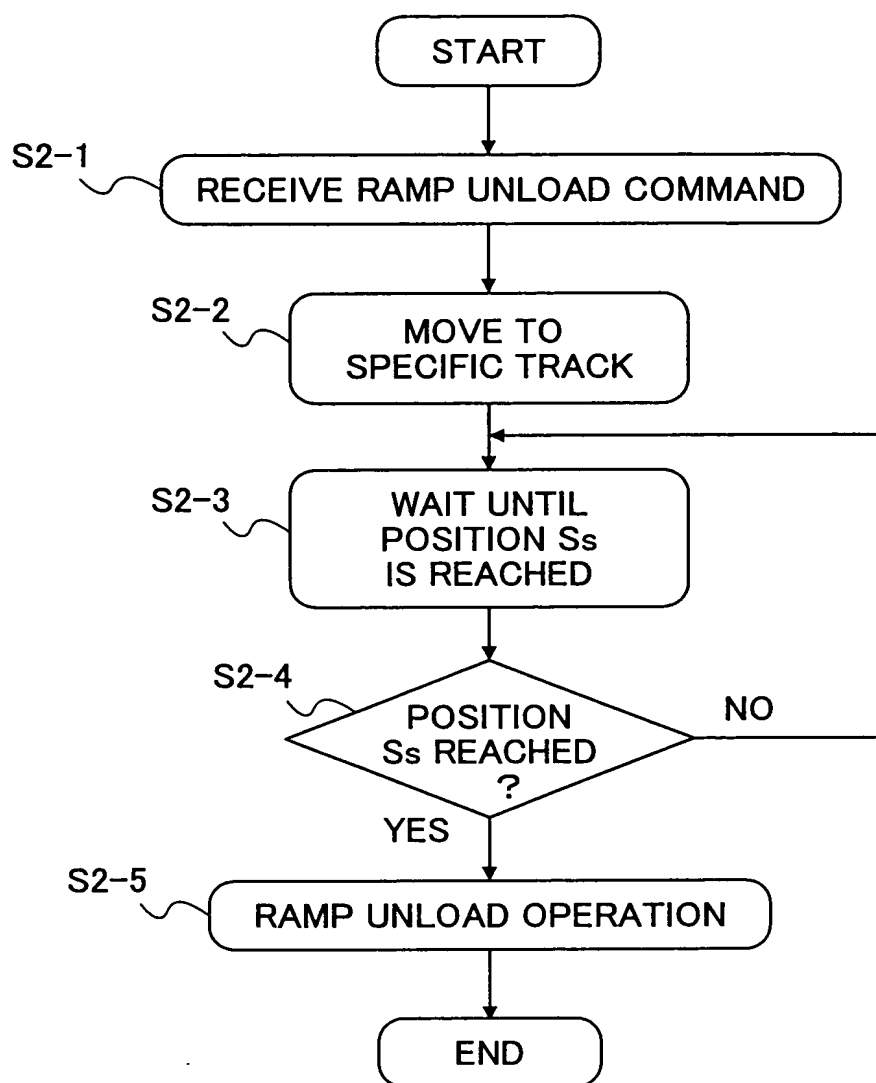 START
S2-1
RECEIVE RAMP UNLOAD COMMAND
S2-2
MOVE TO
SPECIFIC TRACK
S2-3
WAIT UNTIL
POSITION Ss
IS REACHED
S2-4
POSITION
Ss REACHED
?
NO
YES
S2-5
RAMP UNLOAD OPERATION
END